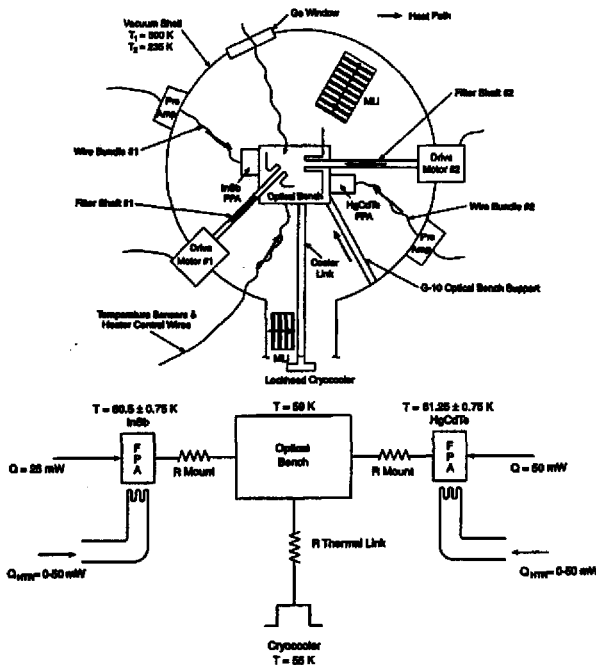 Ge Window
Heat Path
Vacuum Shell
T1 = 300 K
T2 = 235 K
MLI
Filter Shaft #2
Pre
Amp
Wire Bundle #1
Drive
Motor #2
InSb
FPA
Optical Bench
HgCdTe
FPA
Filter Shaft #1
Wire Bundle #2
Pre
Amp
Drive
Motor #1
Cooler
Link
G-10 Optical Bench Support
Temperature Sensors &
Heater Control Wires
MLI
Lockheed Cryocooler
T = 60.5 ± 0.75 K
InSb
T = 59 K
T = 61.25 ± 0.75 K
HgCdTe
F
P
A
Optical
Bench
F
P
A
Q = 25 mW
R Mount
R Mount
Q = 50 mW
R Thermal Link
QHTR = 0-50 mW
QHTR = 0-50 mW
Cryocooler
T = 55 K